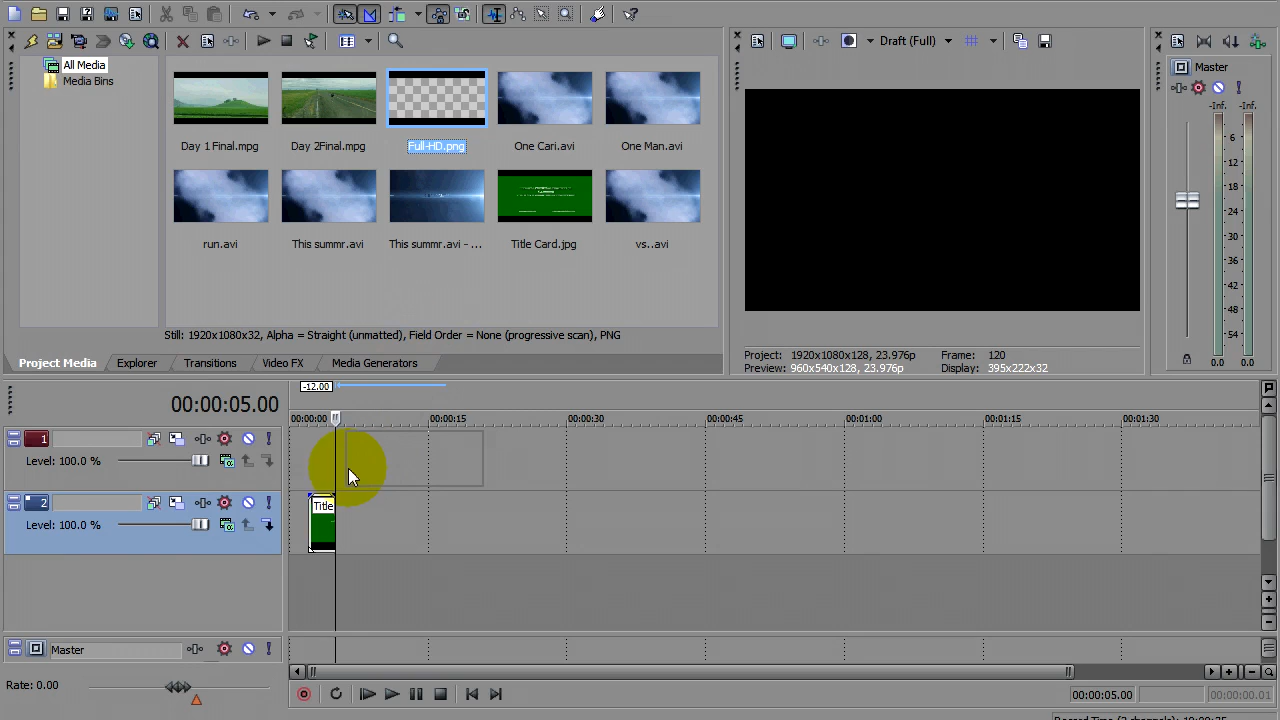 Draft (Full)
All Media
Media Bins
Master
-Inf. -Inf.
6
12
18
24
30
36
42
48
54
0.0 0.0
Day 1 Final.mpg
Day 2Final.mpg
Full-HD.png
One Cari.avi
One Man.avi
run.avi
This summr.avi
This summr.avi - ...
Title Card.jpg
vs..avi
Still: 1920x1080x32, Alpha = Straight (unmatted), Field Order = None (progressive scan), PNG
Project Media
Explorer
Transitions
Video FX
Media Generators
Project: 1920x1080x128, 23.976p
Frame: 120
Preview: 960x540x128, 23.976p
Display: 395x222x32
-12.00
00:00:05.00
00:00:00
00:00:15
00:00:30
00:00:45
00:01:00
00:01:15
00:01:30
1
Level: 100.0 %
2
Level: 100.0 %
Title
Master
Rate: 0.00
00:00:05.00
00:00:00.01